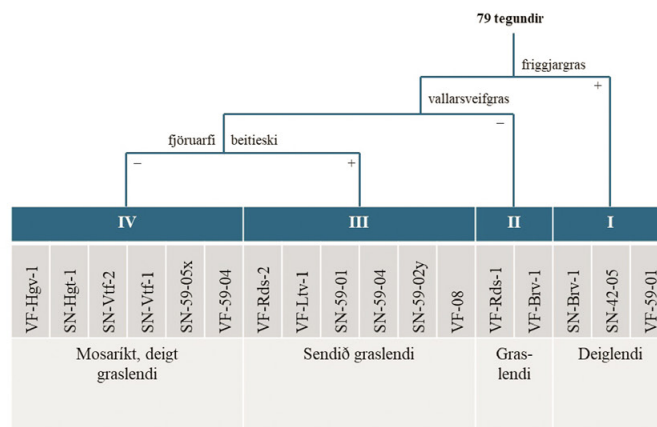 79 tegundir
friggjargras
+
vallarsveifgras
–
fjöruarfi beitieski
– +
IV III II I
VF-Hgv-1
SN-Hgt-1
SN-Vtf-2
SN-Vtf-1
SN-59-05x
VF-59-04
VF-Rds-2
VF-Ltv-1
SN-59-01
SN-59-04
SN-59-02y
VF-08
VF-Rds-1
VF-Brv-1
SN-Brv-1
SN-42-05
VF-59-01
Mosaríkt, deigt
graslendi
Sendið graslendi
Gras-
lendi
Deiglendi